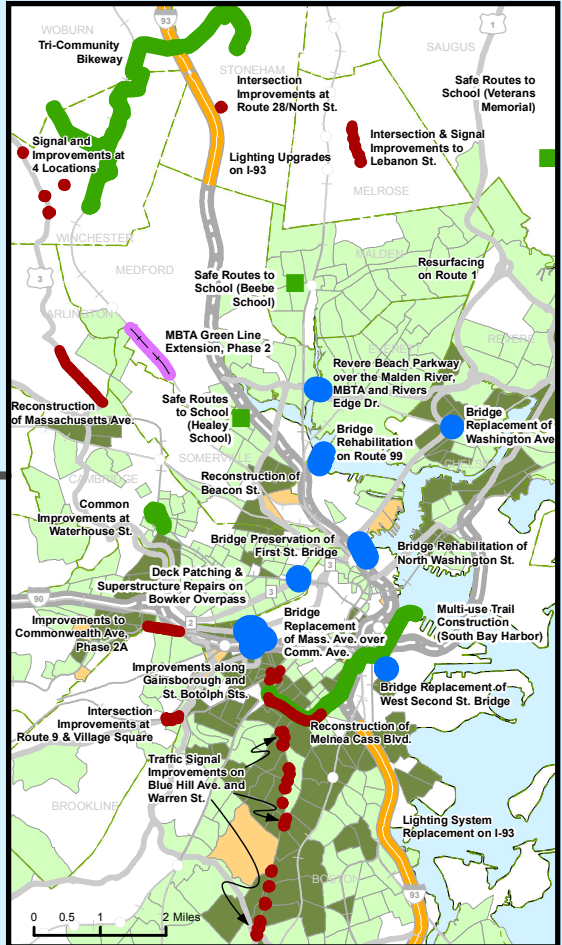 WOBURN
93
1
Tri-Community
Bikeway
SAUGUS
STONEHAM
Intersection
Improvements at
Route 28/North St.
Safe Routes to
School (Veterans
Memorial)
Signal and
Improvements at
4 Locations
Intersection & Signal
Improvements to
Lebanon St.
Lighting Upgrades
on I-93
MELROSE
WINCHESTER
MEDFORD
MALDEN
3
Safe Routes to
School (Beebe
School)
Resurfacing
on Route 1
ARLINGTON
MBTA Green Line
Extension, Phase 2
EVERETT
REVERE
Revere Beach Parkway
over the Malden River,
MBTA and Rivers
Edge Dr.
Reconstruction
of Massachusetts Ave.
Safe Routes
to School
(Healey
School)
Bridge
Replacement of
Washington Ave
Bridge
Rehabilitation
on Route 99
SOMERVILLE
CHELSEA
CAMBRIDGE
Reconstruction of
Beacon St.
Common
Improvements at
Waterhouse St.
Bridge Preservation of
First St. Bridge
Bridge Rehabilitation of
North Washington St.
3
Deck Patching &
Superstructure Repairs on
Bowker Overpass
3
90
3
Improvements to
Commonwealth Ave,
Phase 2A
2
Bridge
Replacement
of Mass. Ave. over
Comm. Ave.
Multi-use Trail
Construction
(South Bay Harbor)
Improvements along
Gainsborough and
St. Botolph Sts.
Bridge Replacement of
West Second St. Bridge
Intersection
Improvements at
Route 9 & Village Square
Reconstruction of
Melnea Cass Blvd.
Traffic Signal
Improvements on
Blue Hill Ave. and
Warren St.
BROOKLINE
Lighting System
Replacement on I-93
BOSTON
93
0 0.5 1 2 Miles